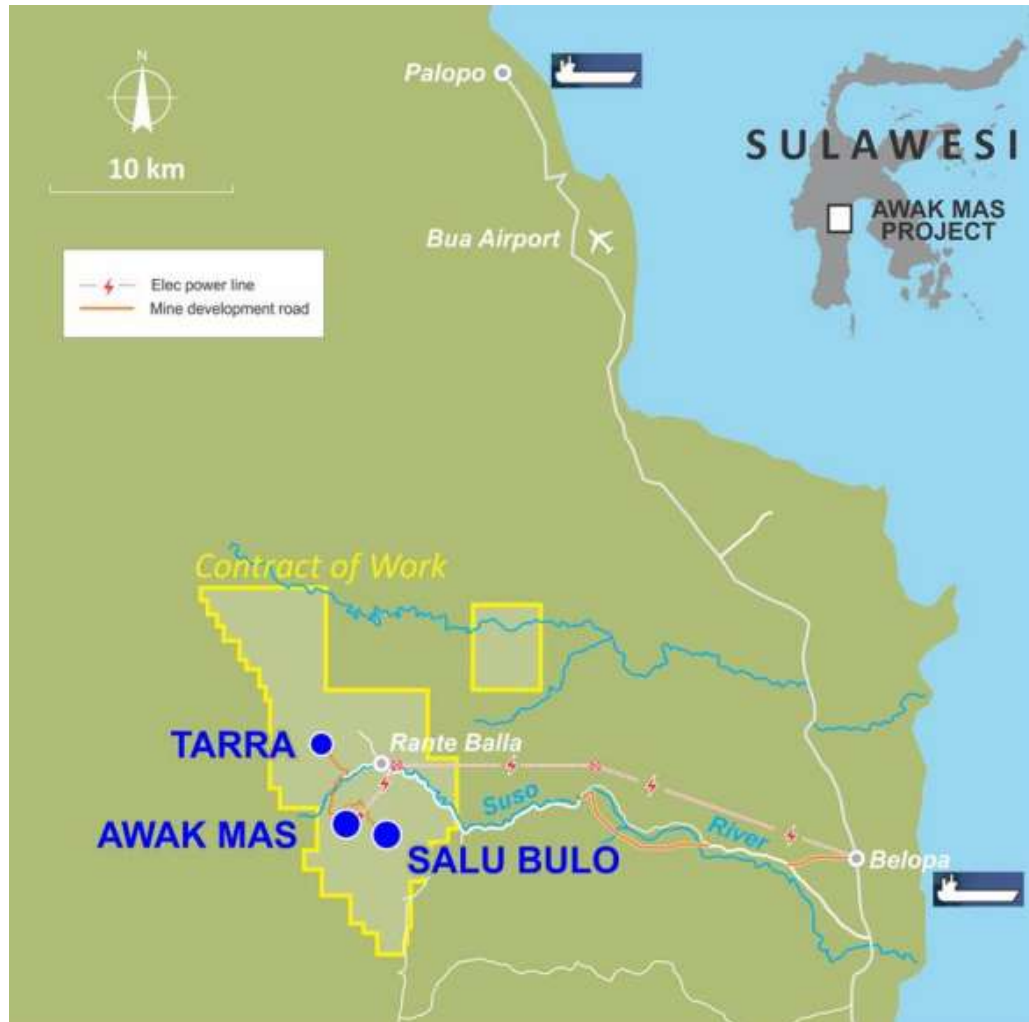 N
10 km
Elec power line
Mine development road
Palopo
Bua Airport
SULAWESI
AWAK MAS
PROJECT
Contract of Work
TARRA
Rante Balla
AWAK MAS
SALU BULO
Suso
River
Belopa